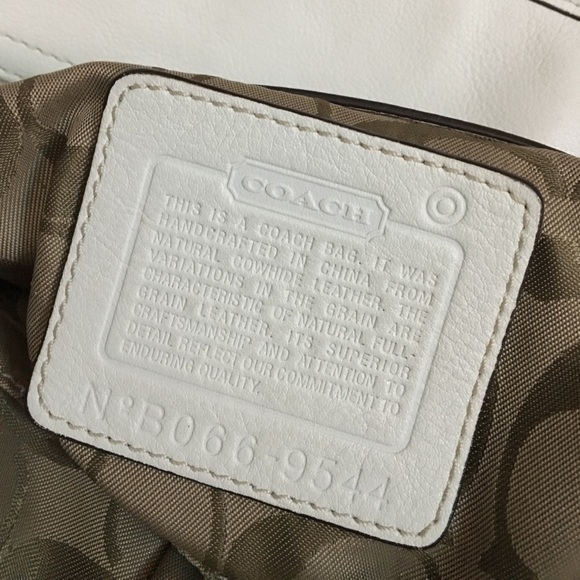 COACH
THIS IS A COACH BAG. IT WAS
HANDCRAFTED IN CHINA FROM
NATURAL COWHIDE LEATHER. THE
VARIATIONS IN THE GRAIN ARE
CHARACTERISTIC OF NATURAL FULL-
GRAIN LEATHER. ITS SUPERIOR
CRAFTSMANSHIP AND ATTENTION TO
DETAIL REFLECT OUR COMMITMENT TO
ENDURING QUALITY.
Nº B066-9544